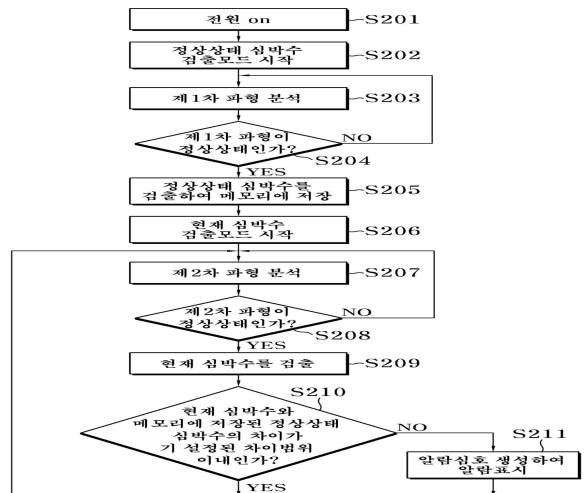 전원 on
S201
정상상태 심박수
검출모드 시작
S202
제1차 파형 분석
S203
제1차 파형이
정상상태인가?
NO
S204
YES
정상상태 심박수를
검출하여 메모리에 저장
S205
현재 심박수
검출모드 시작
S206
제2차 파형 분석
S207
제2차 파형이
정상상태인가?
NO
S208
YES
현재 심박수를 검출
S209
S210
현재 심박수와
메모리에 저장된 정상상태
심박수의 차이가
기 설정된 차이범위
이내인가?
NO
S211
알람심호 생성하여
알람표시
YES